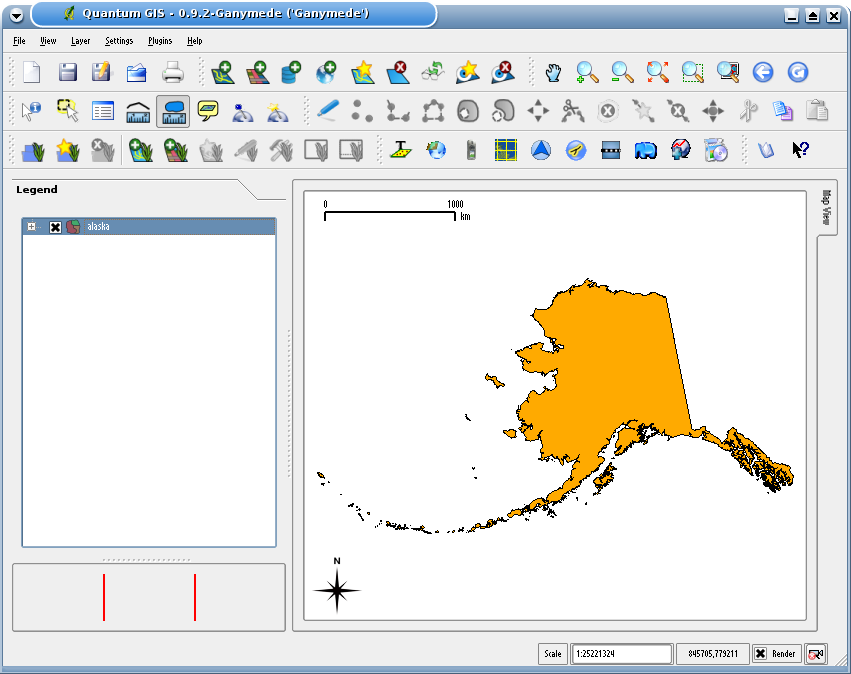 Quantum GIS - 0.9.2-Ganymede ('Ganymede')
File View Layer Settings Plugins Help
Legend
alaska
0 1000
km
Map View
N
Scale 1:25221324 845705,779211 Render